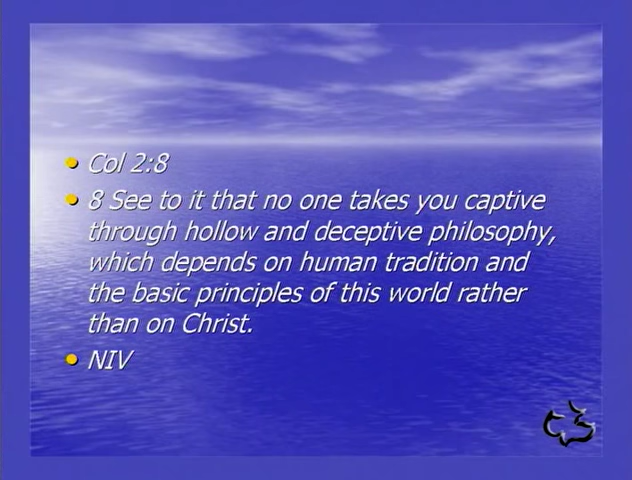 Col 2:8
8 See to it that no one takes you captive
through hollow and deceptive philosophy,
which depends on human tradition and
the basic principles of this world rather
than on Christ.
NIV